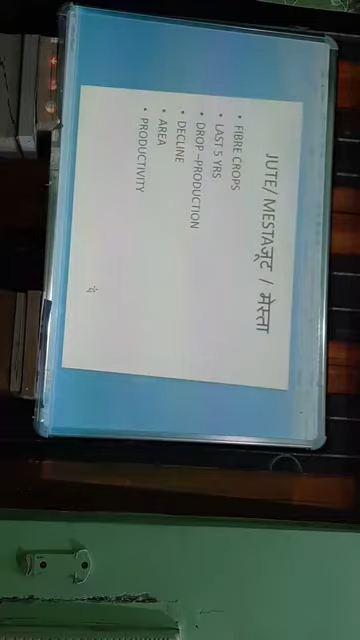 JUTE/ MESTAजूट / मेस्ता
• FIBRE CROPS
• LAST 5 YRS
• DROP –PRODUCTION
• DECLINE
• AREA
• PRODUCTIVITY